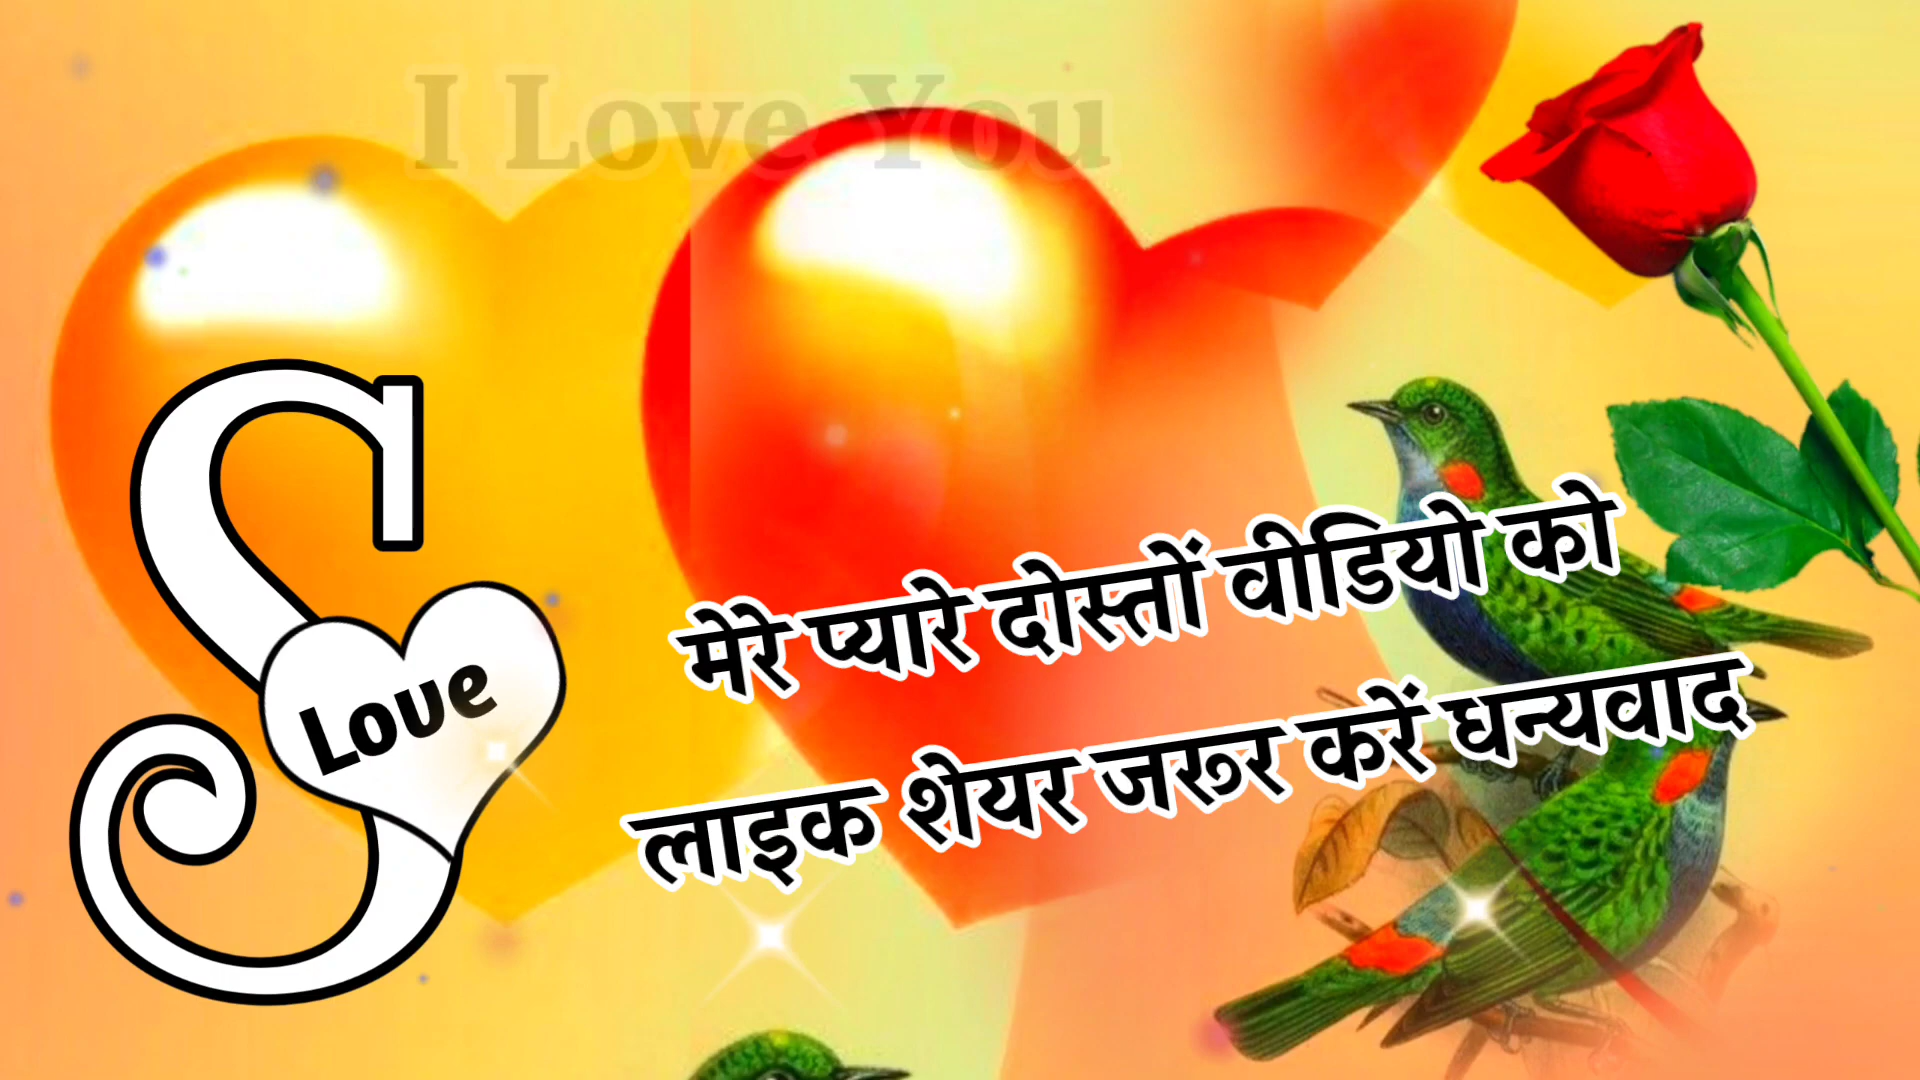 I Love You
S
Love
मेरे प्यारे दोस्तों वीडियो को
लाइक शेयर जरूर करें धन्यवाद